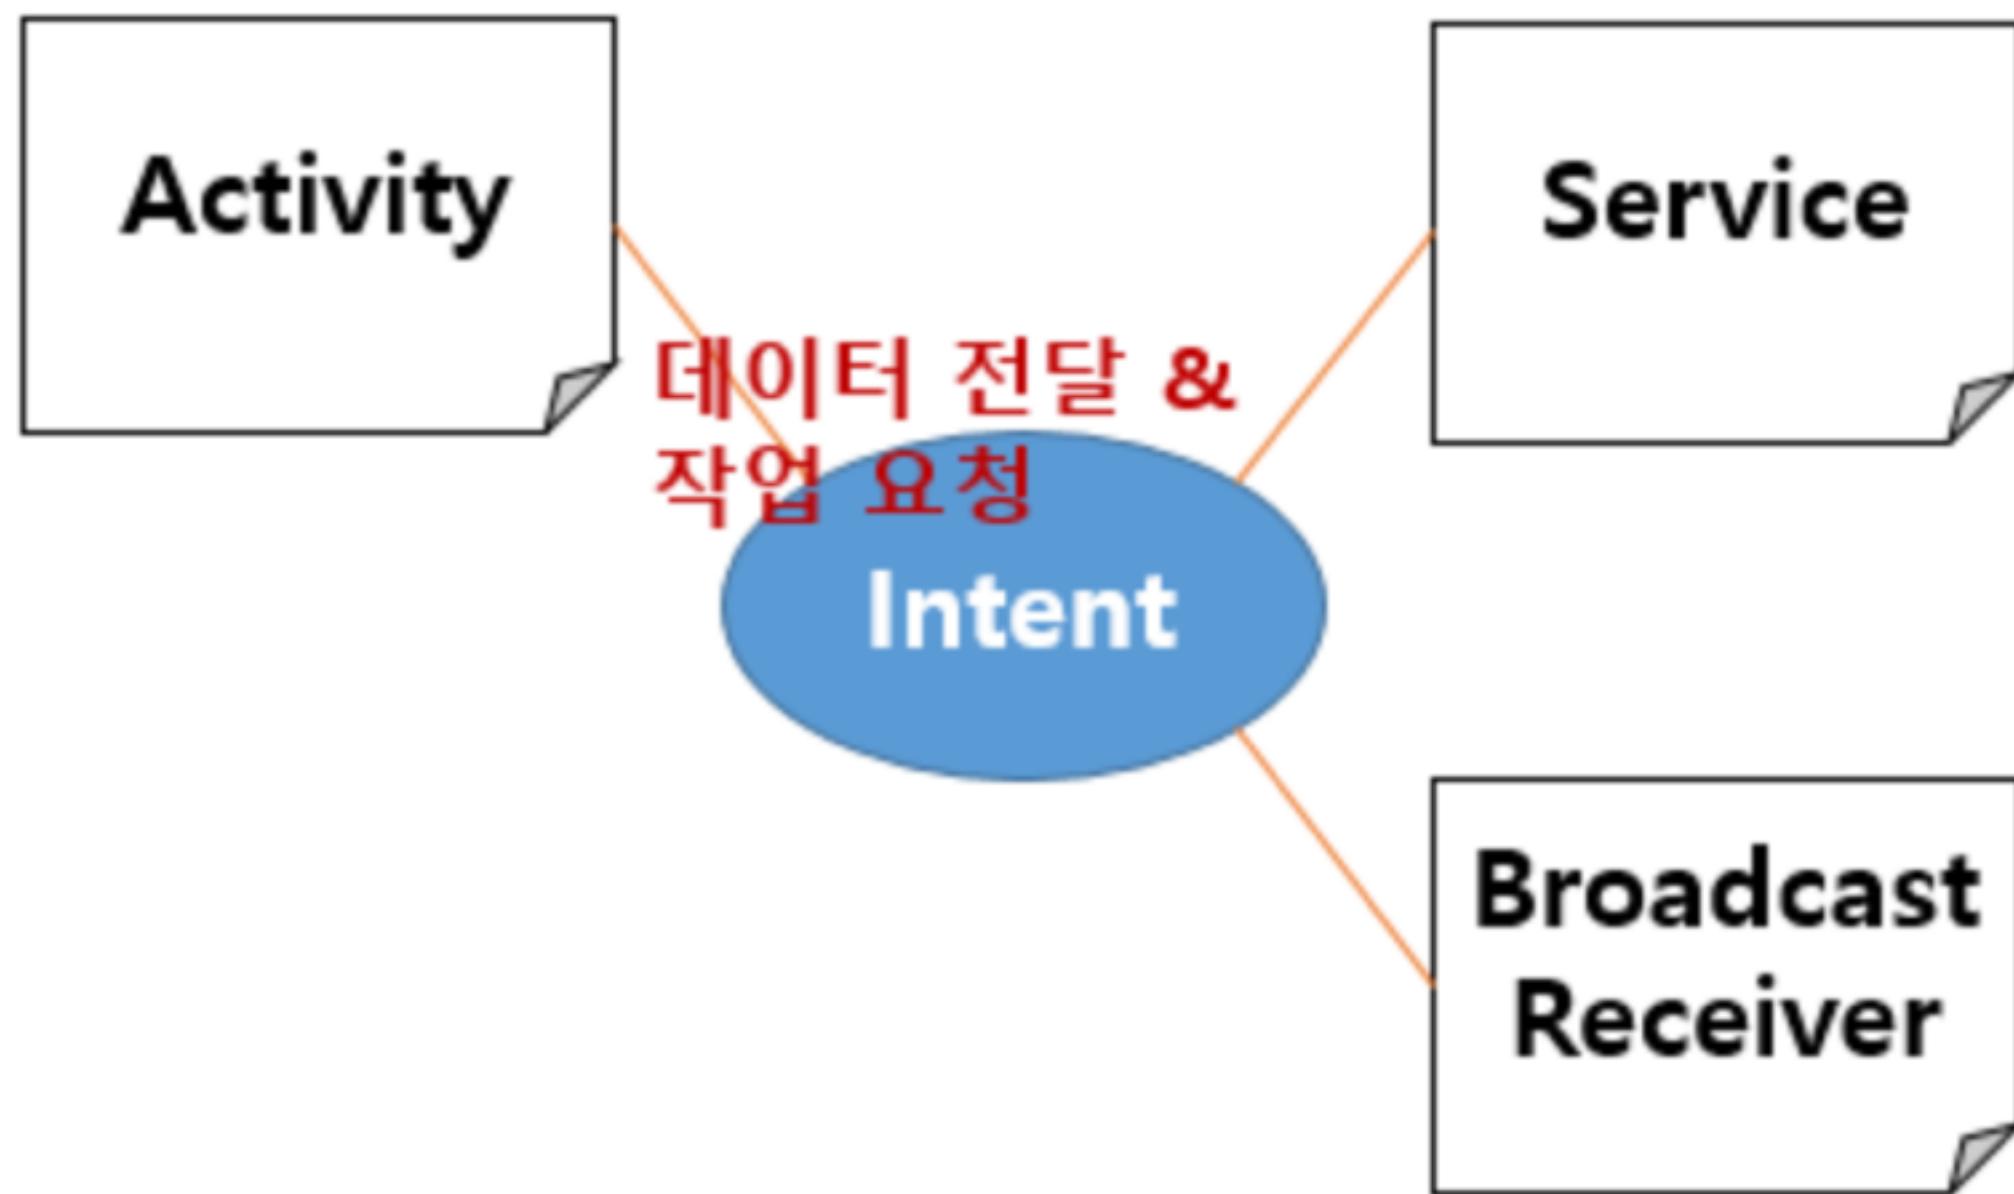 Activity
Service
데이터 전달 &
작업 요청
Intent
Broadcast
Receiver